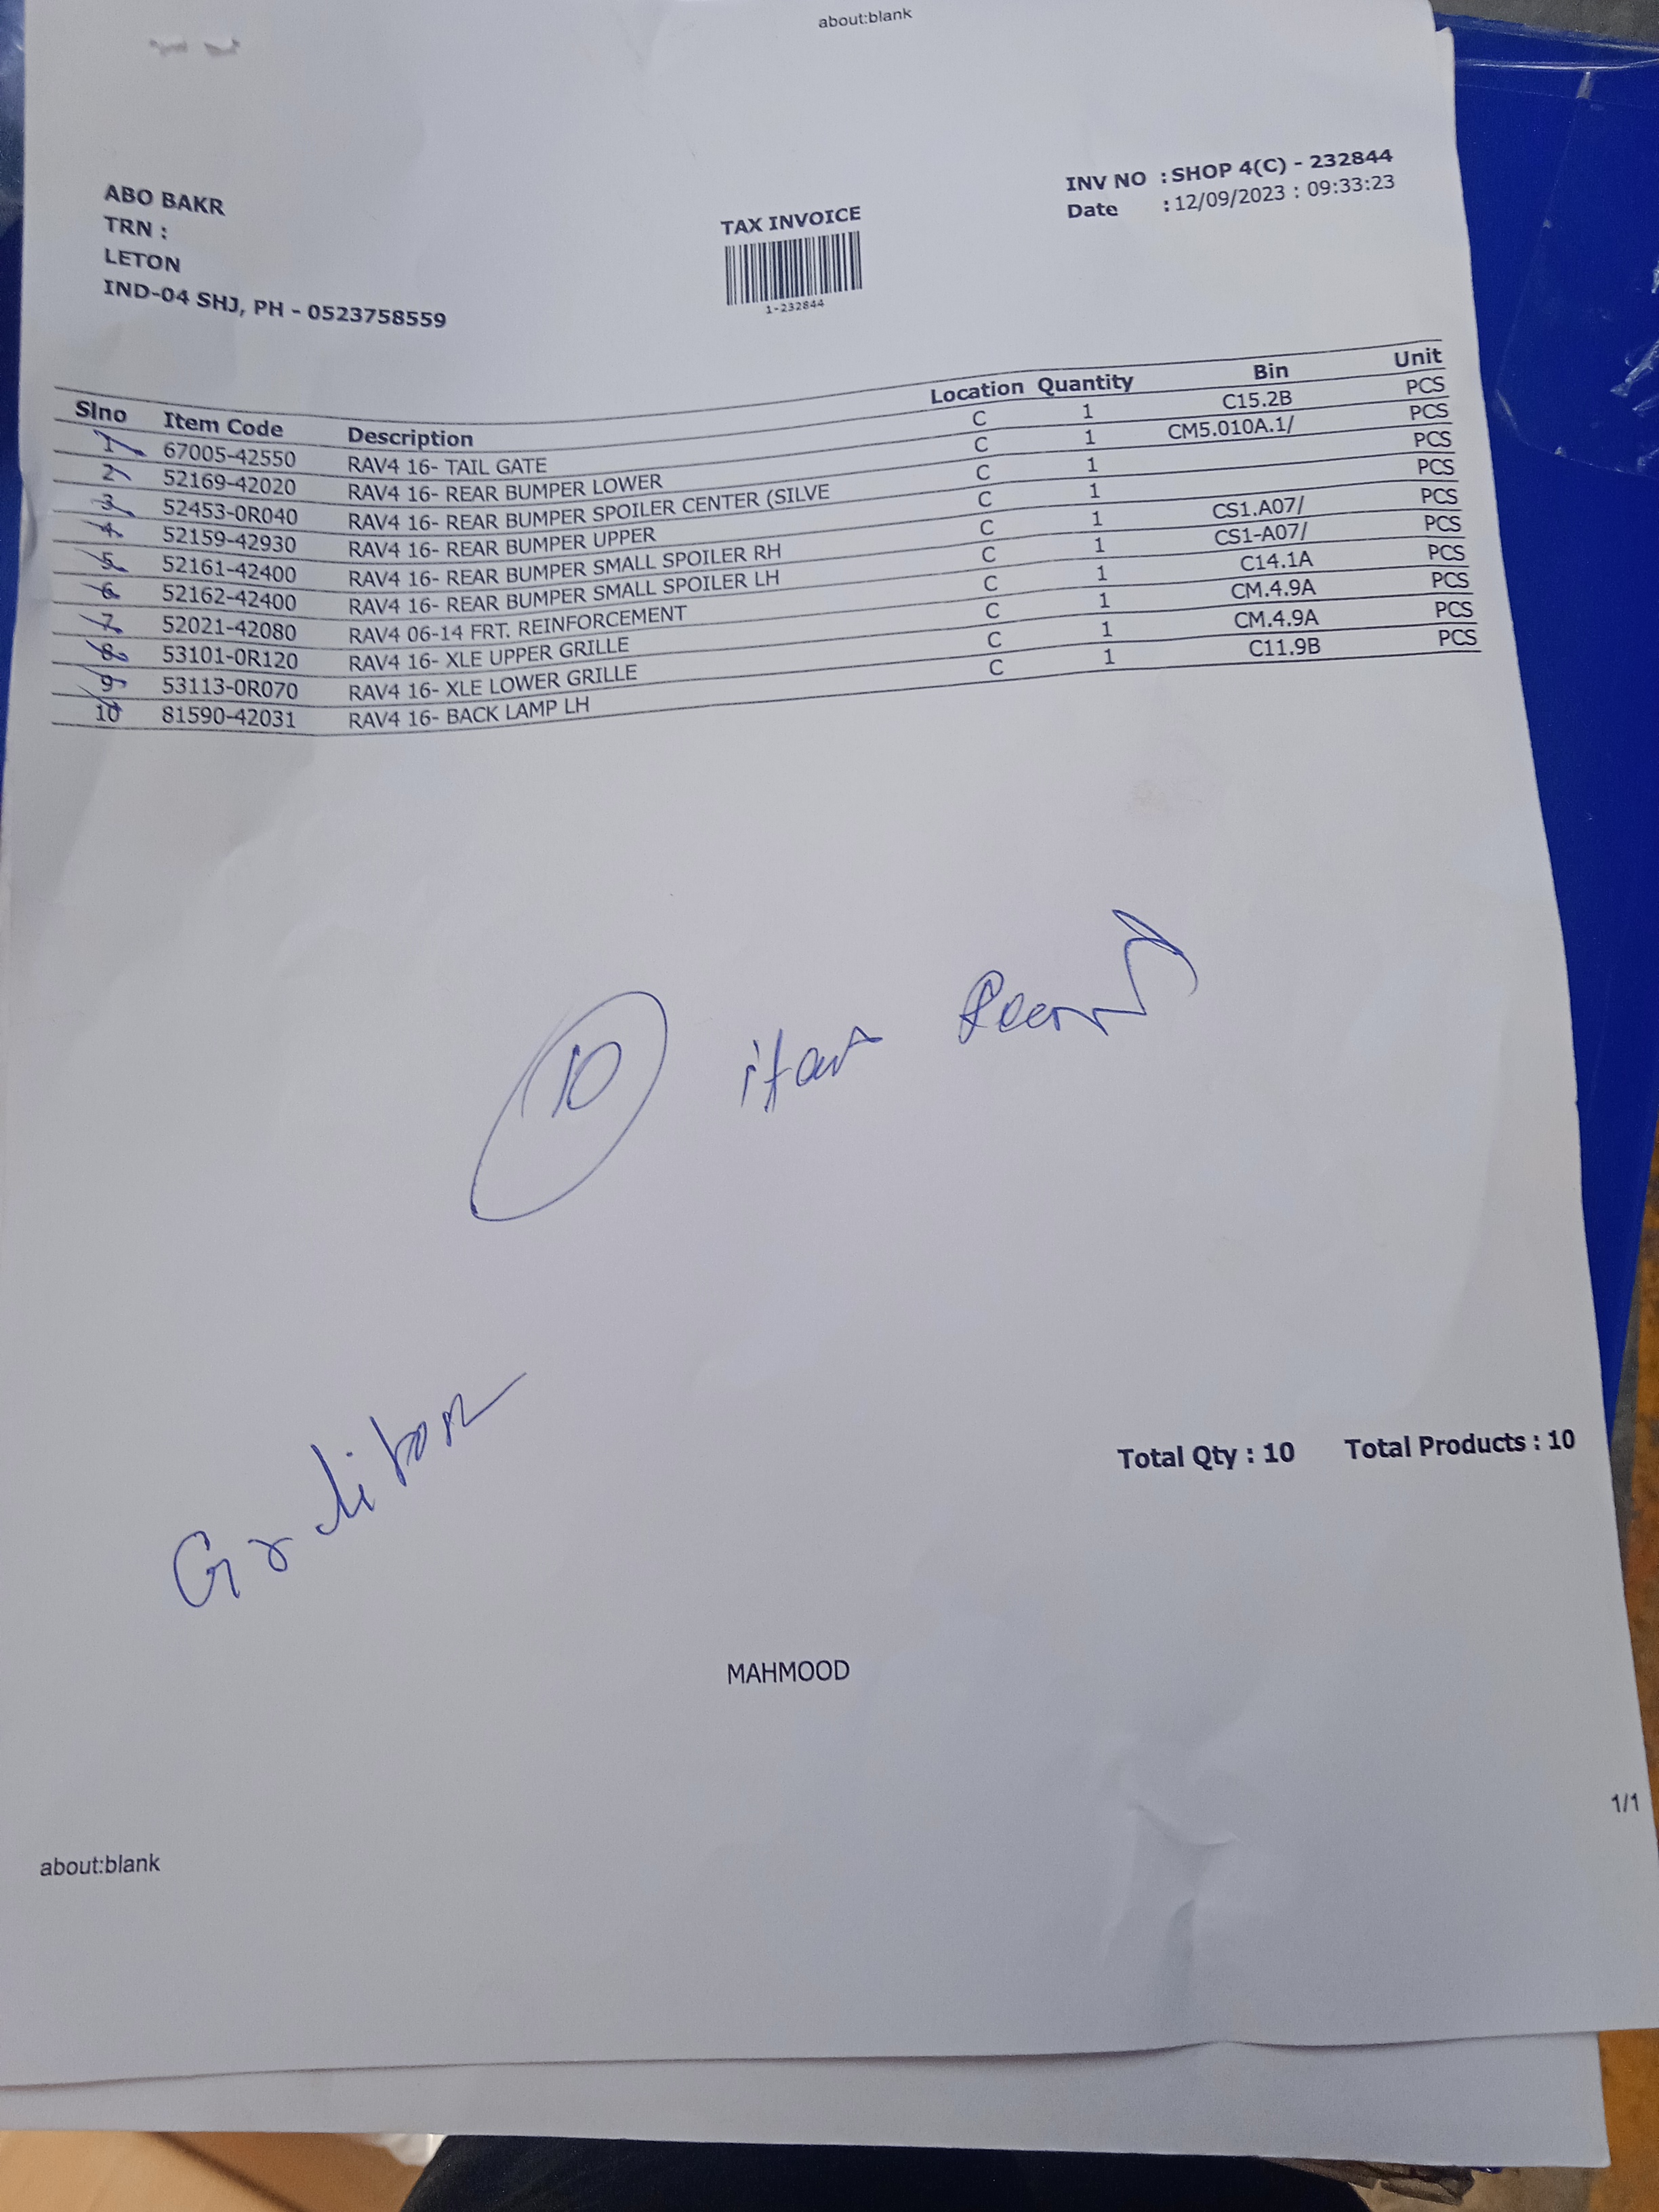 about:blank
ABO BAKR
TRN :
LETON
IND-04 SHJ, PH - 0523758559
TAX INVOICE
1-232844
INV NO : SHOP 4(C) - 232844
Date : 12/09/2023 : 09:33:23
Slno Item Code Description Location Quantity Bin Unit
1 67005-42550 RAV4 16- TAIL GATE C 1 C15.2B PCS
2 52169-42020 RAV4 16- REAR BUMPER LOWER C 1 CM5.010A.1/ PCS
3 52453-0R040 RAV4 16- REAR BUMPER SPOILER CENTER (SILVE C 1 PCS
4 52159-42930 RAV4 16- REAR BUMPER UPPER C 1 PCS
5 52161-42400 RAV4 16- REAR BUMPER SMALL SPOILER RH C 1 CS1.A07/ PCS
6 52162-42400 RAV4 16- REAR BUMPER SMALL SPOILER LH C 1 CS1-A07/ PCS
7 52021-42080 RAV4 06-14 FRT. REINFORCEMENT C 1 C14.1A PCS
8 53101-0R120 RAV4 16- XLE UPPER GRILLE C 1 CM.4.9A PCS
9 53113-0R070 RAV4 16- XLE LOWER GRILLE C 1 CM.4.9A PCS
10 81590-42031 RAV4 16- BACK LAMP LH C 1 C11.9B PCS
10
Total Qty : 10 Total Products : 10
MAHMOOD
1/1
about:blank